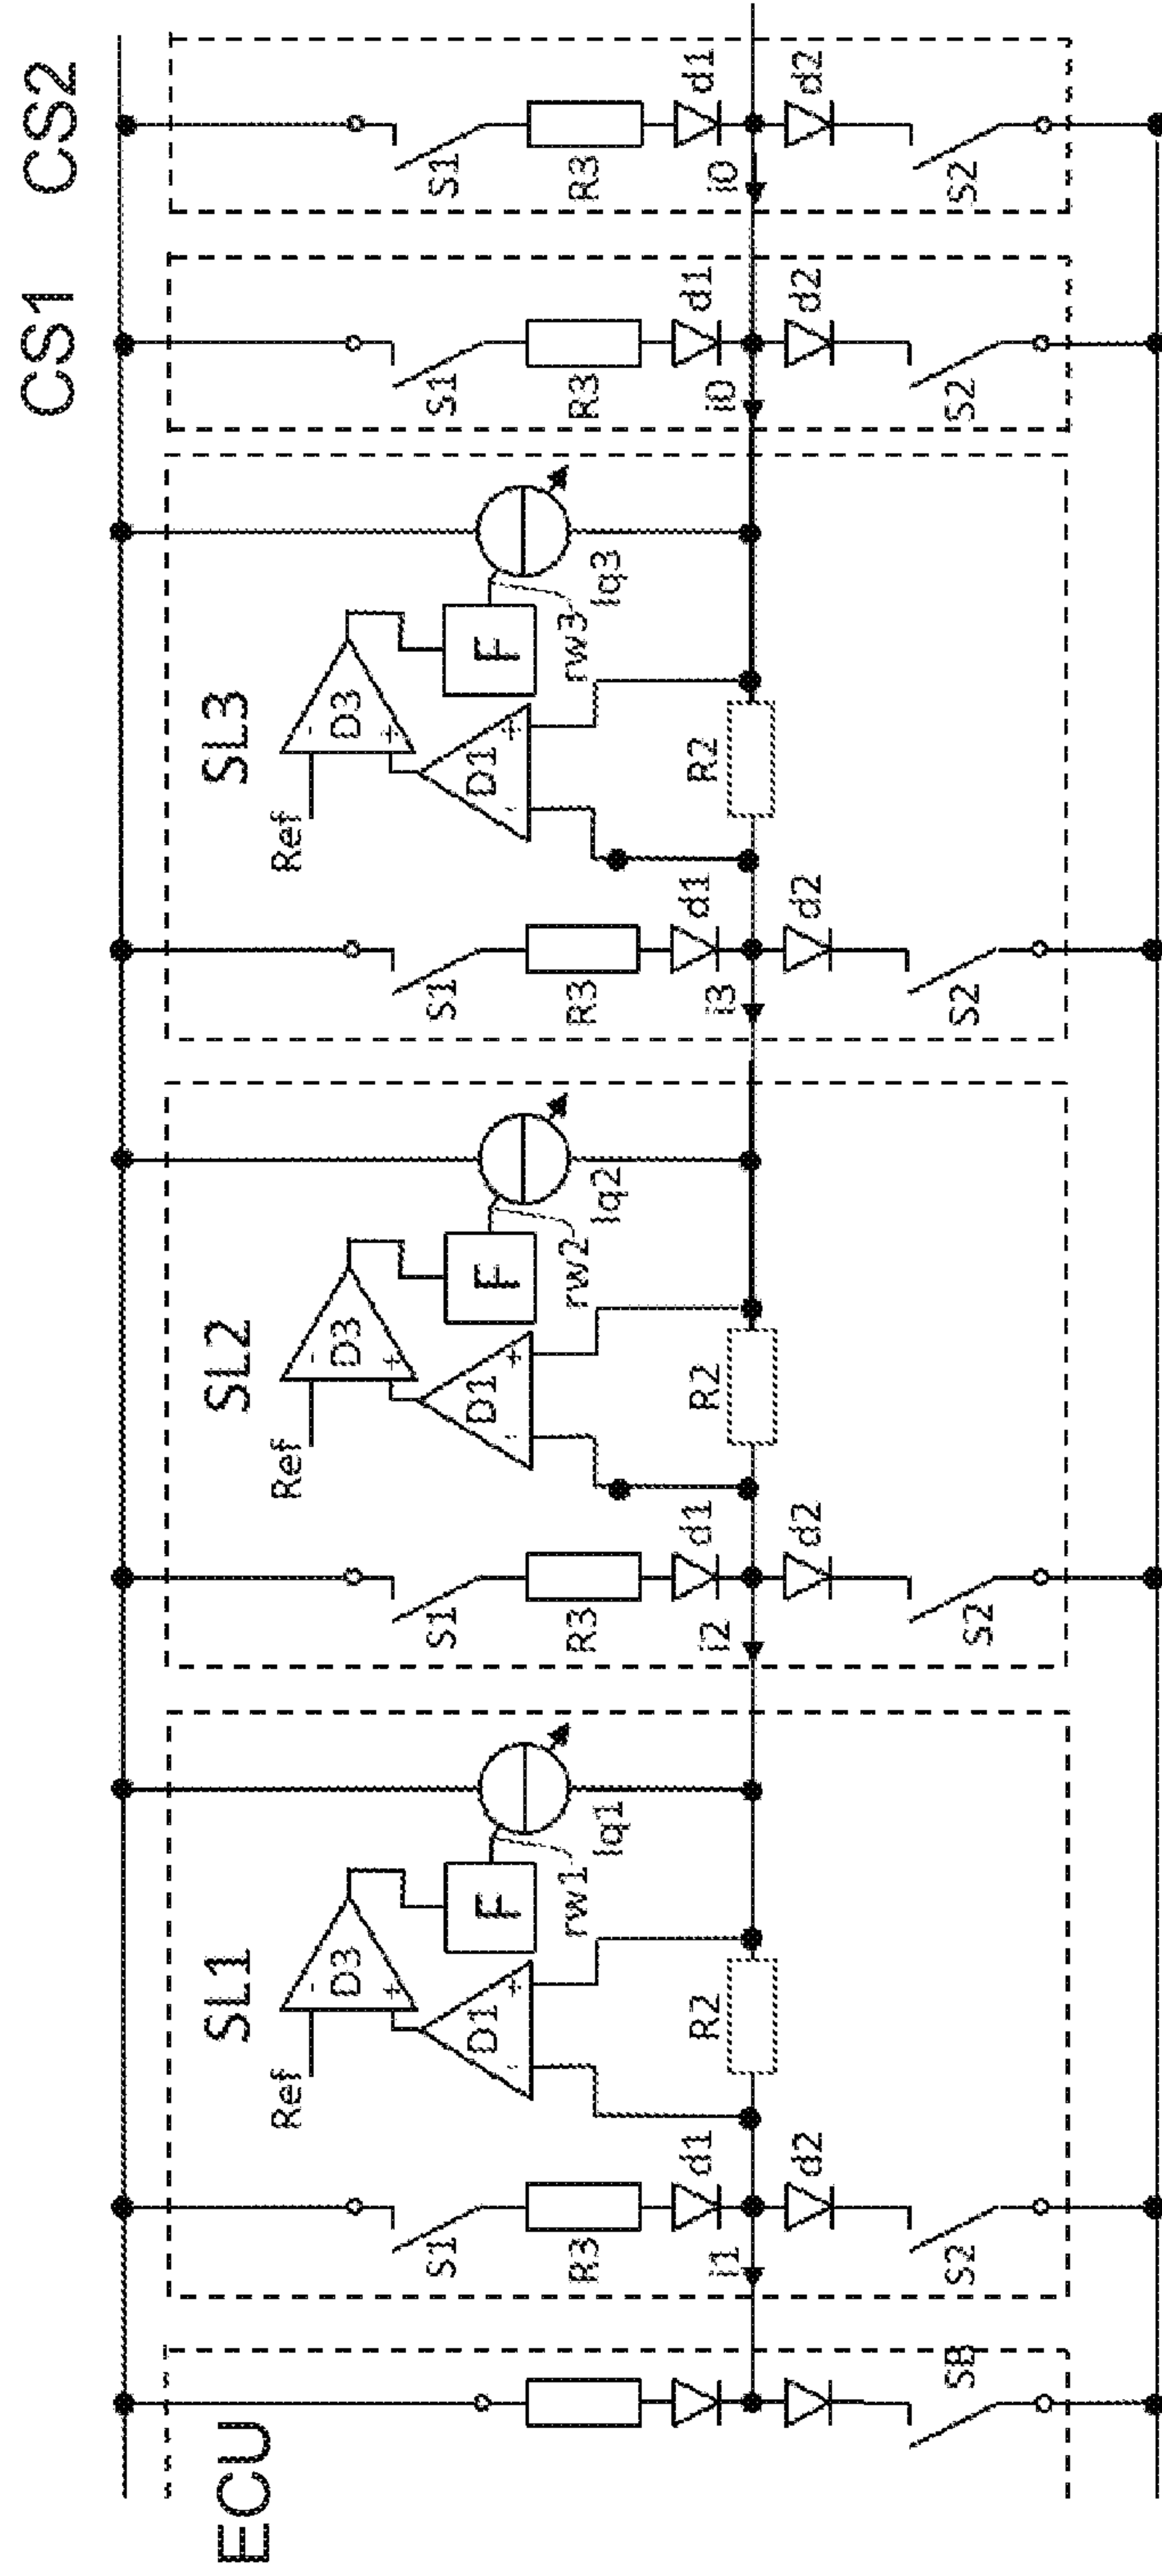 ECU
SB
SL1
Ref
-
D3
+
D1
-
+
F
rw1
Iq1
S1
R3
d1
R2
i1
d2
S2
SL2
Ref
-
D3
+
D1
-
+
F
rw2
Iq2
S1
R3
d1
R2
i2
d2
S2
SL3
Ref
-
D3
+
D1
-
+
F
rw3
Iq3
S1
R3
d1
R2
i3
d2
S2
CS1
S1
R3
d1
i0
d2
S2
CS2
S1
R3
d1
i0
d2
S2